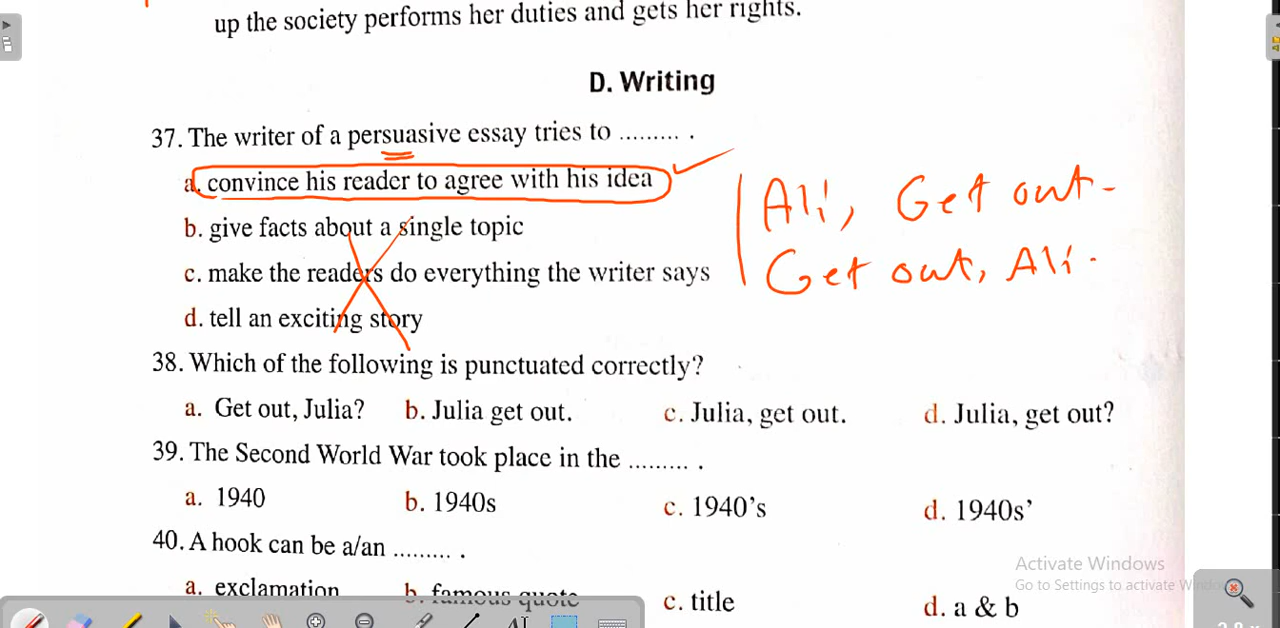 up the society performs her duties and gets her rights.
D. Writing
37. The writer of a persuasive essay tries to ......... .
a. convince his reader to agree with his idea
b. give facts about a single topic
c. make the readers do everything the writer says
d. tell an exciting story
Ali, Get out.
Get out, Ali.
38. Which of the following is punctuated correctly?
a. Get out, Julia? b. Julia get out. c. Julia, get out. d. Julia, get out?
39. The Second World War took place in the ......... .
a. 1940 b. 1940s c. 1940's d. 1940s'
40. A hook can be a/an ......... .
a. exclamation b. famous quote c. title d. a & b
Activate Windows
Go to Settings to activate Windows